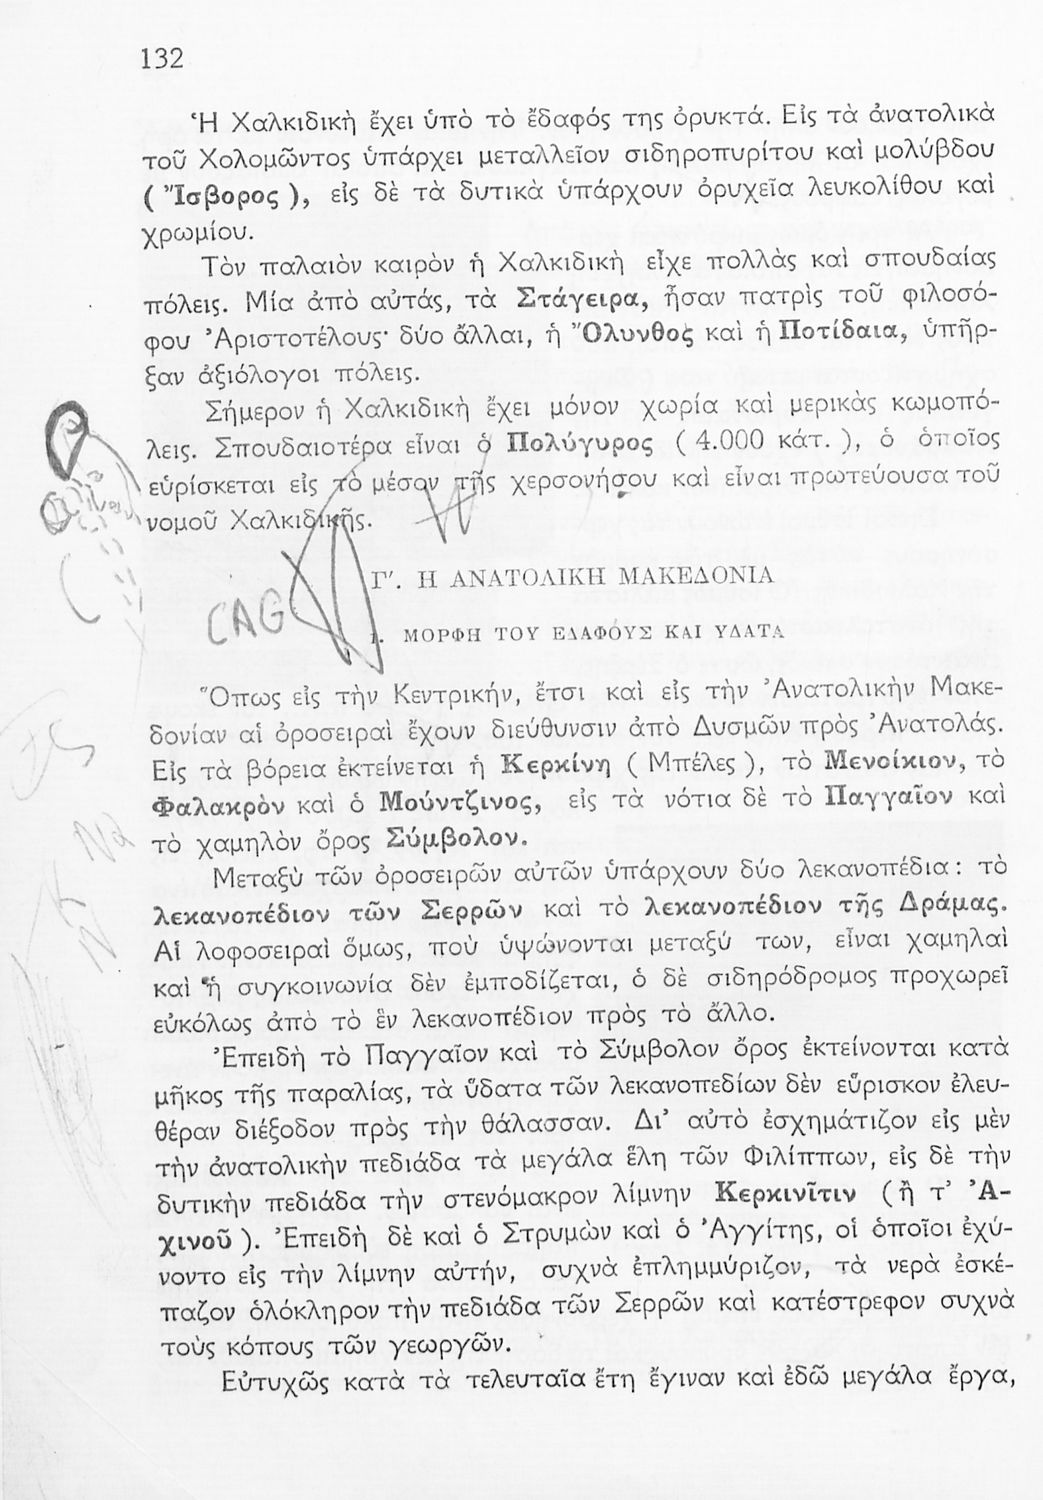 132
Ἡ Χαλκιδικὴ ἔχει ὑπὸ τὸ ἔδαφός της ὀρυκτά. Εἰς τὰ ἀνατολικὰ
τοῦ Χολομῶντος ὑπάρχει μεταλλεῖον σιδηροπυρίτου καὶ μολύβδου
( Ἴσβορος ), εἰς δὲ τὰ δυτικὰ ὑπάρχουν ὀρυχεῖα λευκολίθου καὶ
χρωμίου.
Τὸν παλαιὸν καιρὸν ἡ Χαλκιδικὴ εἶχε πολλὰς καὶ σπουδαίας
πόλεις. Μία ἀπὸ αὐτάς, τὰ Στάγειρα, ἦσαν πατρὶς τοῦ φιλοσό-
φου Ἀριστοτέλους· δύο ἄλλαι, ἡ Ὄλυνθος καὶ ἡ Ποτίδαια, ὑπῆρ-
ξαν ἀξιόλογοι πόλεις.
Σήμερον ἡ Χαλκιδικὴ ἔχει μόνον χωρία καὶ μερικὰς κωμοπό-
λεις. Σπουδαιοτέρα εἶναι ὁ Πολύγυρος ( 4.000 κάτ. ), ὁ ὁποῖος
εὑρίσκεται εἰς τὸ μέσον τῆς χερσονήσου καὶ εἶναι πρωτεύουσα τοῦ
νομοῦ Χαλκιδικῆς.
Γ′. Η ΑΝΑΤΟΛΙΚΗ ΜΑΚΕΔΟΝΙΑ
CAG
1. ΜΟΡΦΗ ΤΟΥ ΕΔΑΦΟΥΣ ΚΑΙ ΥΔΑΤΑ
Ὅπως εἰς τὴν Κεντρικήν, ἔτσι καὶ εἰς τὴν Ἀνατολικὴν Μακε-
δονίαν αἱ ὀροσειραὶ ἔχουν διεύθυνσιν ἀπὸ Δυσμῶν πρὸς Ἀνατολάς.
Εἰς τὰ βόρεια ἐκτείνεται ἡ Κερκίνη ( Μπέλες ), τὸ Μενοίκιον, τὸ
Φαλακρὸν καὶ ὁ Μούντζινος, εἰς τὰ νότια δὲ τὸ Παγγαῖον καὶ
τὸ χαμηλὸν ὄρος Σύμβολον.
Μεταξὺ τῶν ὀροσειρῶν αὐτῶν ὑπάρχουν δύο λεκανοπέδια : τὸ
λεκανοπέδιον τῶν Σερρῶν καὶ τὸ λεκανοπέδιον τῆς Δράμας.
Αἱ λοφοσειραὶ ὅμως, ποὺ ὑψώνονται μεταξύ των, εἶναι χαμηλαὶ
καὶ ἡ συγκοινωνία δὲν ἐμποδίζεται, ὁ δὲ σιδηρόδρομος προχωρεῖ
εὐκόλως ἀπὸ τὸ ἓν λεκανοπέδιον πρὸς τὸ ἄλλο.
Ἐπειδὴ τὸ Παγγαῖον καὶ τὸ Σύμβολον ὄρος ἐκτείνονται κατὰ
μῆκος τῆς παραλίας, τὰ ὕδατα τῶν λεκανοπεδίων δὲν εὕρισκον ἐλευ-
θέραν διέξοδον πρὸς τὴν θάλασσαν. Δι’ αὐτὸ ἐσχημάτιζον εἰς μὲν
τὴν ἀνατολικὴν πεδιάδα τὰ μεγάλα ἕλη τῶν Φιλίππων, εἰς δὲ τὴν
δυτικὴν πεδιάδα τὴν στενόμακρον λίμνην Κερκινῖτιν (ἢ τ’ Ἀ-
χινοῦ ). Ἐπειδὴ δὲ καὶ ὁ Στρυμὼν καὶ ὁ Ἀγγίτης, οἱ ὁποῖοι ἐχύ-
νοντο εἰς τὴν λίμνην αὐτήν, συχνὰ ἐπλημμύριζον, τὰ νερὰ ἐσκέ-
παζον ὁλόκληρον τὴν πεδιάδα τῶν Σερρῶν καὶ κατέστρεφον συχνὰ
τοὺς κόπους τῶν γεωργῶν.
Εὐτυχῶς κατὰ τὰ τελευταῖα ἔτη ἔγιναν καὶ ἐδῶ μεγάλα ἔργα,